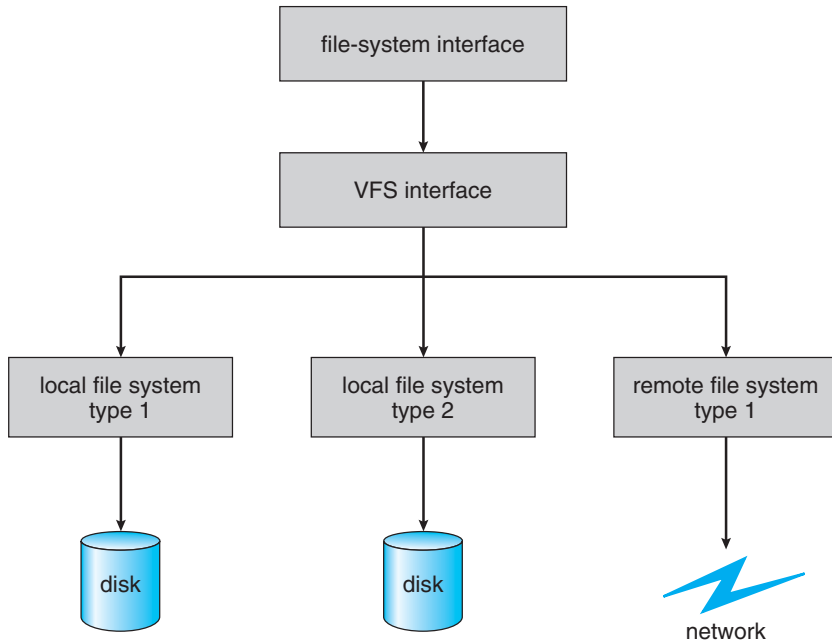 file-system interface
VFS interface
local file system
type 1
local file system
type 2
remote file system
type 1
disk
disk
network